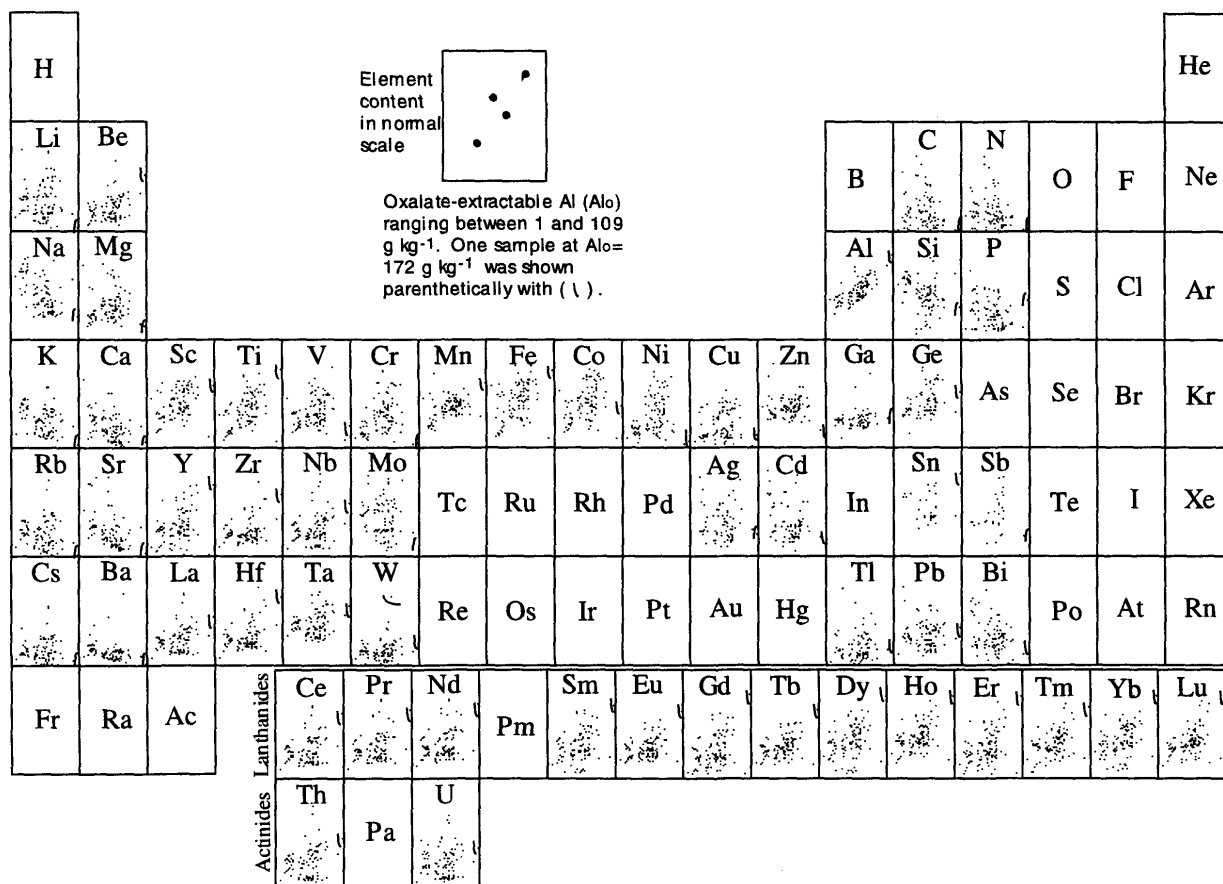 H
He
Element
content
in normal
scale
Oxalate-extractable Al (Alo)
ranging between 1 and 109
g kg-1. One sample at Alo=
172 g kg-1 was shown
parenthetically with ( \ ).
Li Be B C N O F Ne
Na Mg Al Si P S Cl Ar
K Ca Sc Ti V Cr Mn Fe Co Ni Cu Zn Ga Ge As Se Br Kr
Rb Sr Y Zr Nb Mo Tc Ru Rh Pd Ag Cd In Sn Sb Te I Xe
Cs Ba La Hf Ta W Re Os Ir Pt Au Hg Tl Pb Bi Po At Rn
Fr Ra Ac
Lanthanides
Ce Pr Nd Pm Sm Eu Gd Tb Dy Ho Er Tm Yb Lu
Actinides
Th Pa U